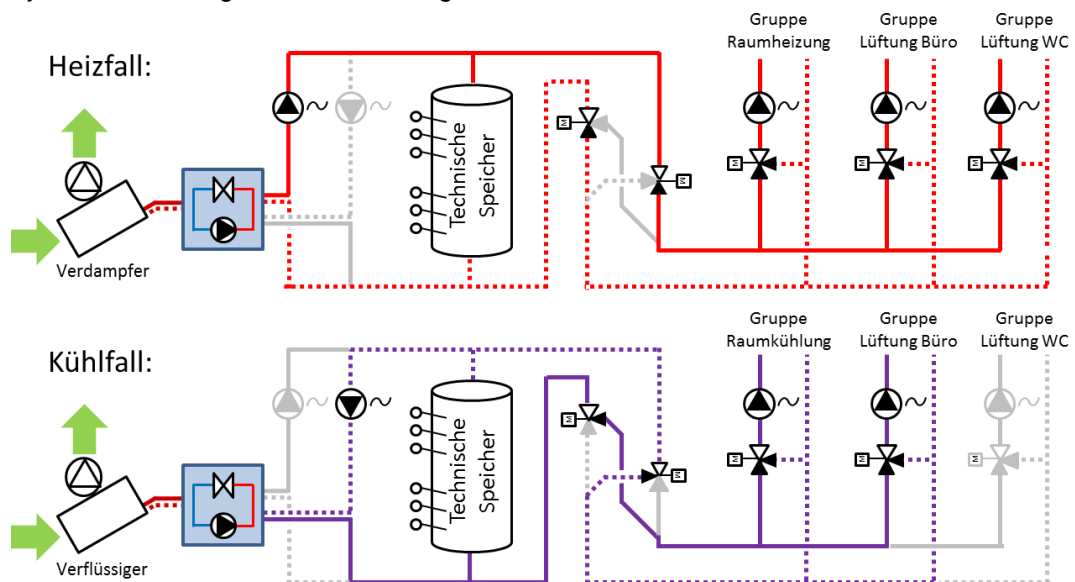 Gruppe
Raumheizung
Gruppe
Lüftung Büro
Gruppe
Lüftung WC
Heizfall:
Technische
Speicher
M
M
M
M
M
Verdampfer
Gruppe
Raumkühlung
Gruppe
Lüftung Büro
Gruppe
Lüftung WC
Kühlfall:
Technische
Speicher
M
M
M
M
M
Verflüssiger